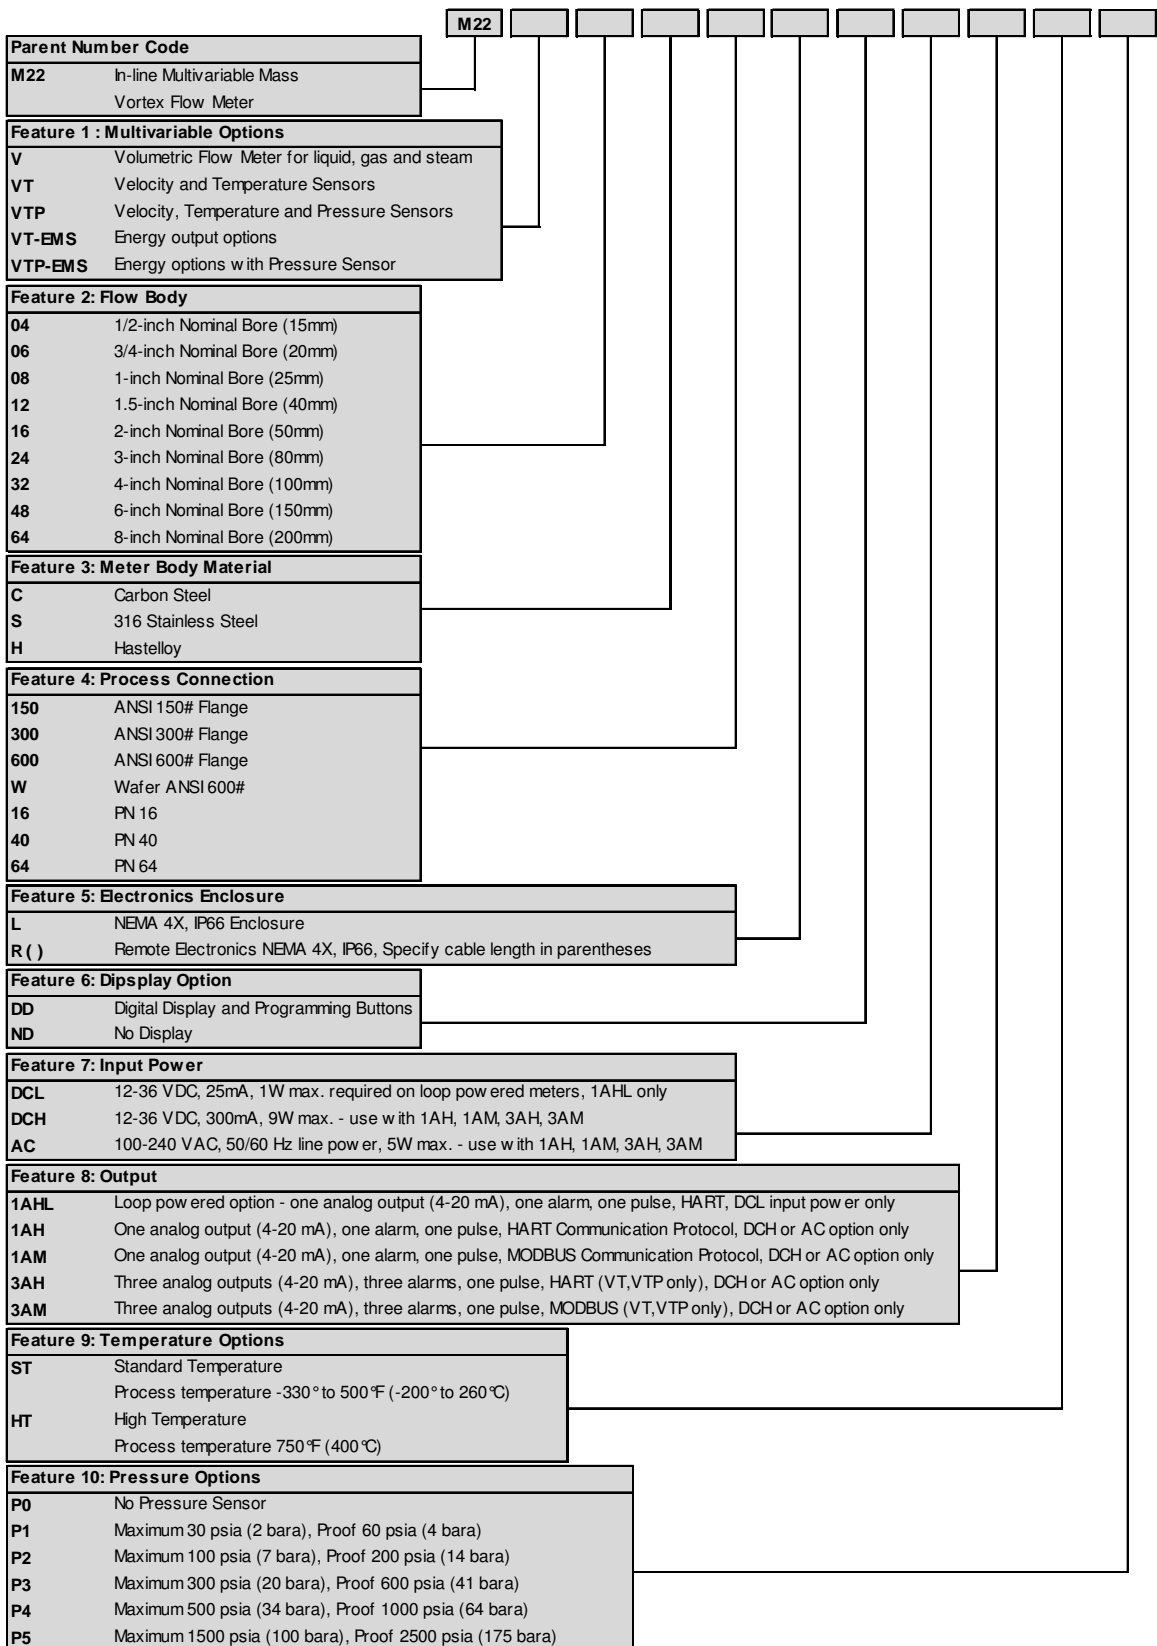 M22
Parent Number Code
M22 In-line Multivariable Mass
Vortex Flow Meter
Feature 1 : Multivariable Options
V Volumetric Flow Meter for liquid, gas and steam
VT Velocity and Temperature Sensors
VTP Velocity, Temperature and Pressure Sensors
VT-EMS Energy output options
VTP-EMS Energy options with Pressure Sensor
Feature 2: Flow Body
04 1/2-inch Nominal Bore (15mm)
06 3/4-inch Nominal Bore (20mm)
08 1-inch Nominal Bore (25mm)
12 1.5-inch Nominal Bore (40mm)
16 2-inch Nominal Bore (50mm)
24 3-inch Nominal Bore (80mm)
32 4-inch Nominal Bore (100mm)
48 6-inch Nominal Bore (150mm)
64 8-inch Nominal Bore (200mm)
Feature 3: Meter Body Material
C Carbon Steel
S 316 Stainless Steel
H Hastelloy
Feature 4: Process Connection
150 ANSI 150# Flange
300 ANSI 300# Flange
600 ANSI 600# Flange
W Wafer ANSI 600#
16 PN 16
40 PN 40
64 PN 64
Feature 5: Electronics Enclosure
L NEMA 4X, IP66 Enclosure
R ( ) Remote Electronics NEMA 4X, IP66, Specify cable length in parentheses
Feature 6: Dipsplay Option
DD Digital Display and Programming Buttons
ND No Display
Feature 7: Input Power
DCL 12-36 VDC, 25mA, 1W max. required on loop powered meters, 1AHL only
DCH 12-36 VDC, 300mA, 9W max. - use with 1AH, 1AM, 3AH, 3AM
AC 100-240 VAC, 50/60 Hz line power, 5W max. - use with 1AH, 1AM, 3AH, 3AM
Feature 8: Output
1AHL Loop powered option - one analog output (4-20 mA), one alarm, one pulse, HART, DCL input power only
1AH One analog output (4-20 mA), one alarm, one pulse, HART Communication Protocol, DCH or AC option only
1AM One analog output (4-20 mA), one alarm, one pulse, MODBUS Communication Protocol, DCH or AC option only
3AH Three analog outputs (4-20 mA), three alarms, one pulse, HART (VT,VTP only), DCH or AC option only
3AM Three analog outputs (4-20 mA), three alarms, one pulse, MODBUS (VT,VTP only), DCH or AC option only
Feature 9: Temperature Options
ST Standard Temperature
Process temperature -330° to 500°F (-200° to 260°C)
HT High Temperature
Process temperature 750°F (400°C)
Feature 10: Pressure Options
P0 No Pressure Sensor
P1 Maximum 30 psia (2 bara), Proof 60 psia (4 bara)
P2 Maximum 100 psia (7 bara), Proof 200 psia (14 bara)
P3 Maximum 300 psia (20 bara), Proof 600 psia (41 bara)
P4 Maximum 500 psia (34 bara), Proof 1000 psia (64 bara)
P5 Maximum 1500 psia (100 bara), Proof 2500 psia (175 bara)